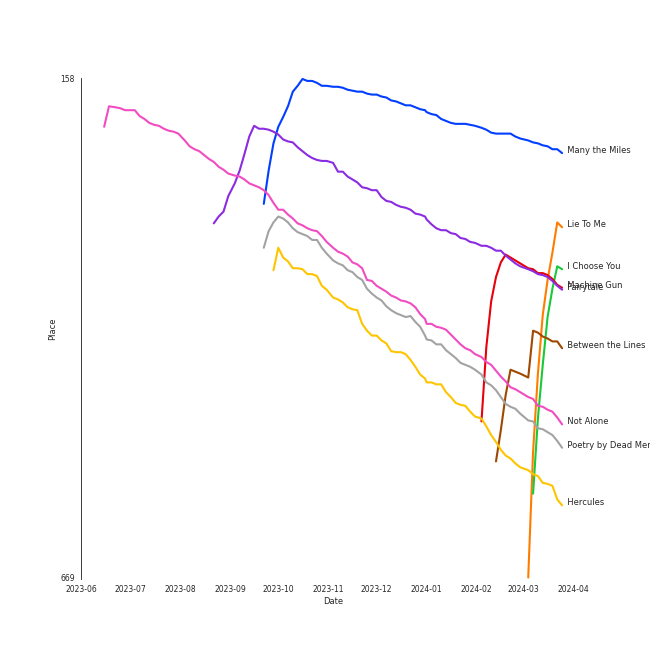 158
Many the Miles
Lie To Me
I Choose You
Machine Gun
Fairytale
Place
Between the Lines
Not Alone
Poetry by Dead Men
Hercules
669
2023-06 2023-07 2023-08 2023-09 2023-10 2023-11 2023-12 2024-01 2024-02 2024-03 2024-04
Date